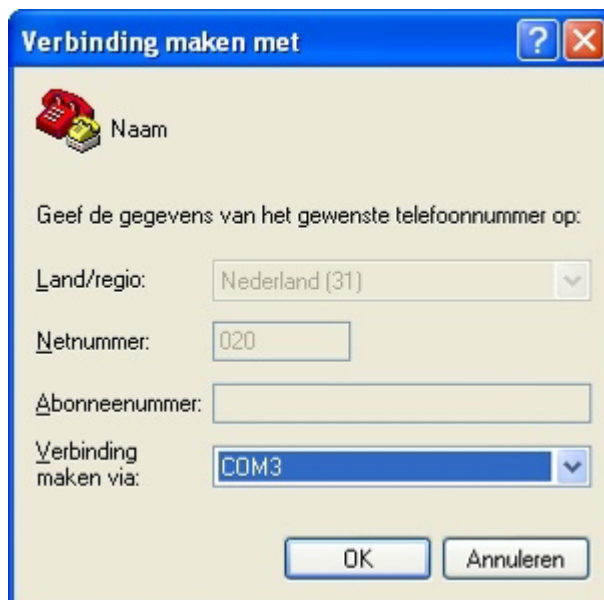 Verbinding maken met
Naam
Geef de gegevens van het gewenste telefoonnummer op:
Land/regio: Nederland (31)
Netnummer: 020
Abonneenummer:
Verbinding
maken via: COM3
OK Annuleren